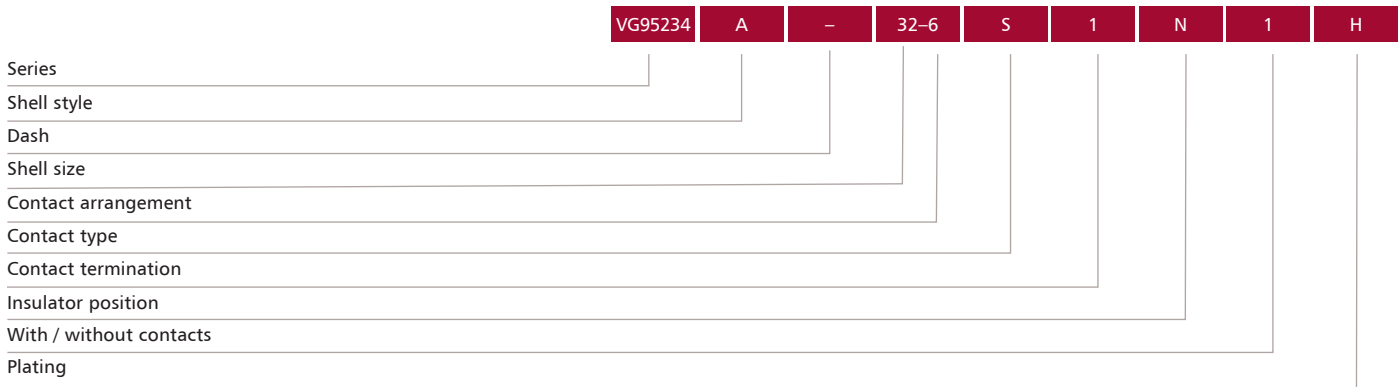 VG95234 A – 32–6 S 1 N 1 H
Series
Shell style
Dash
Shell size
Contact arrangement
Contact type
Contact termination
Insulator position
With / without contacts
Plating